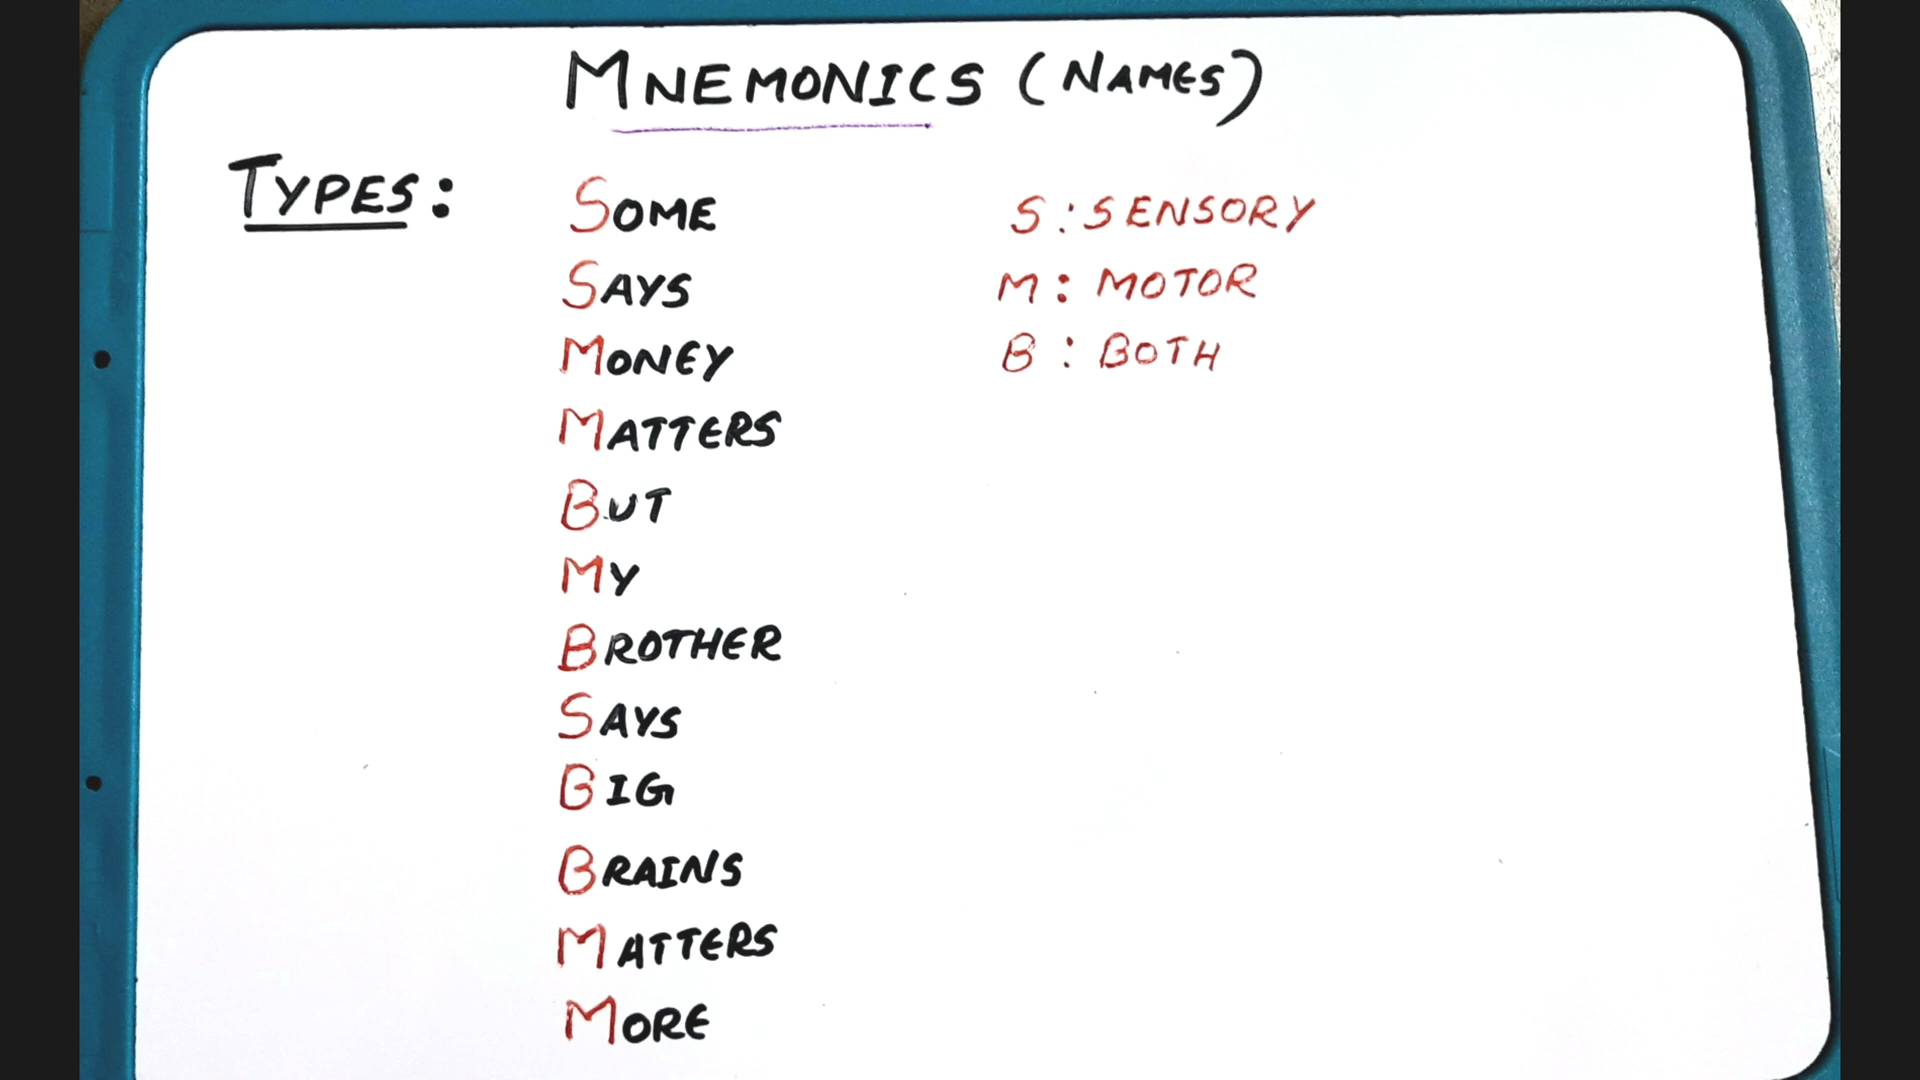 MNEMONICS (NAMES)
TYPES:
SOME S: SENSORY
SAYS M: MOTOR
MONEY B: BOTH
MATTERS
BUT
MY
BROTHER
SAYS
BIG
BRAINS
MATTERS
MORE